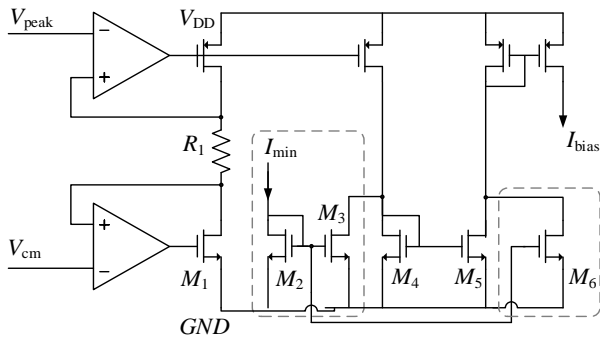 V_peak
V_DD
−
+
R_1
I_min
I_bias
M_3
+
−
V_cm
M_1
M_2
M_4
M_5
M_6
GND